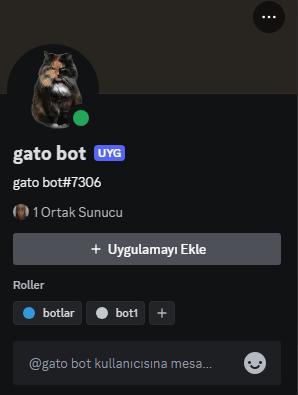 gato bot UYG
gato bot#7306
1 Ortak Sunucu
+ Uygulamayı Ekle
Roller
botlar bot1 +
@gato bot kullanıcısına mesa...